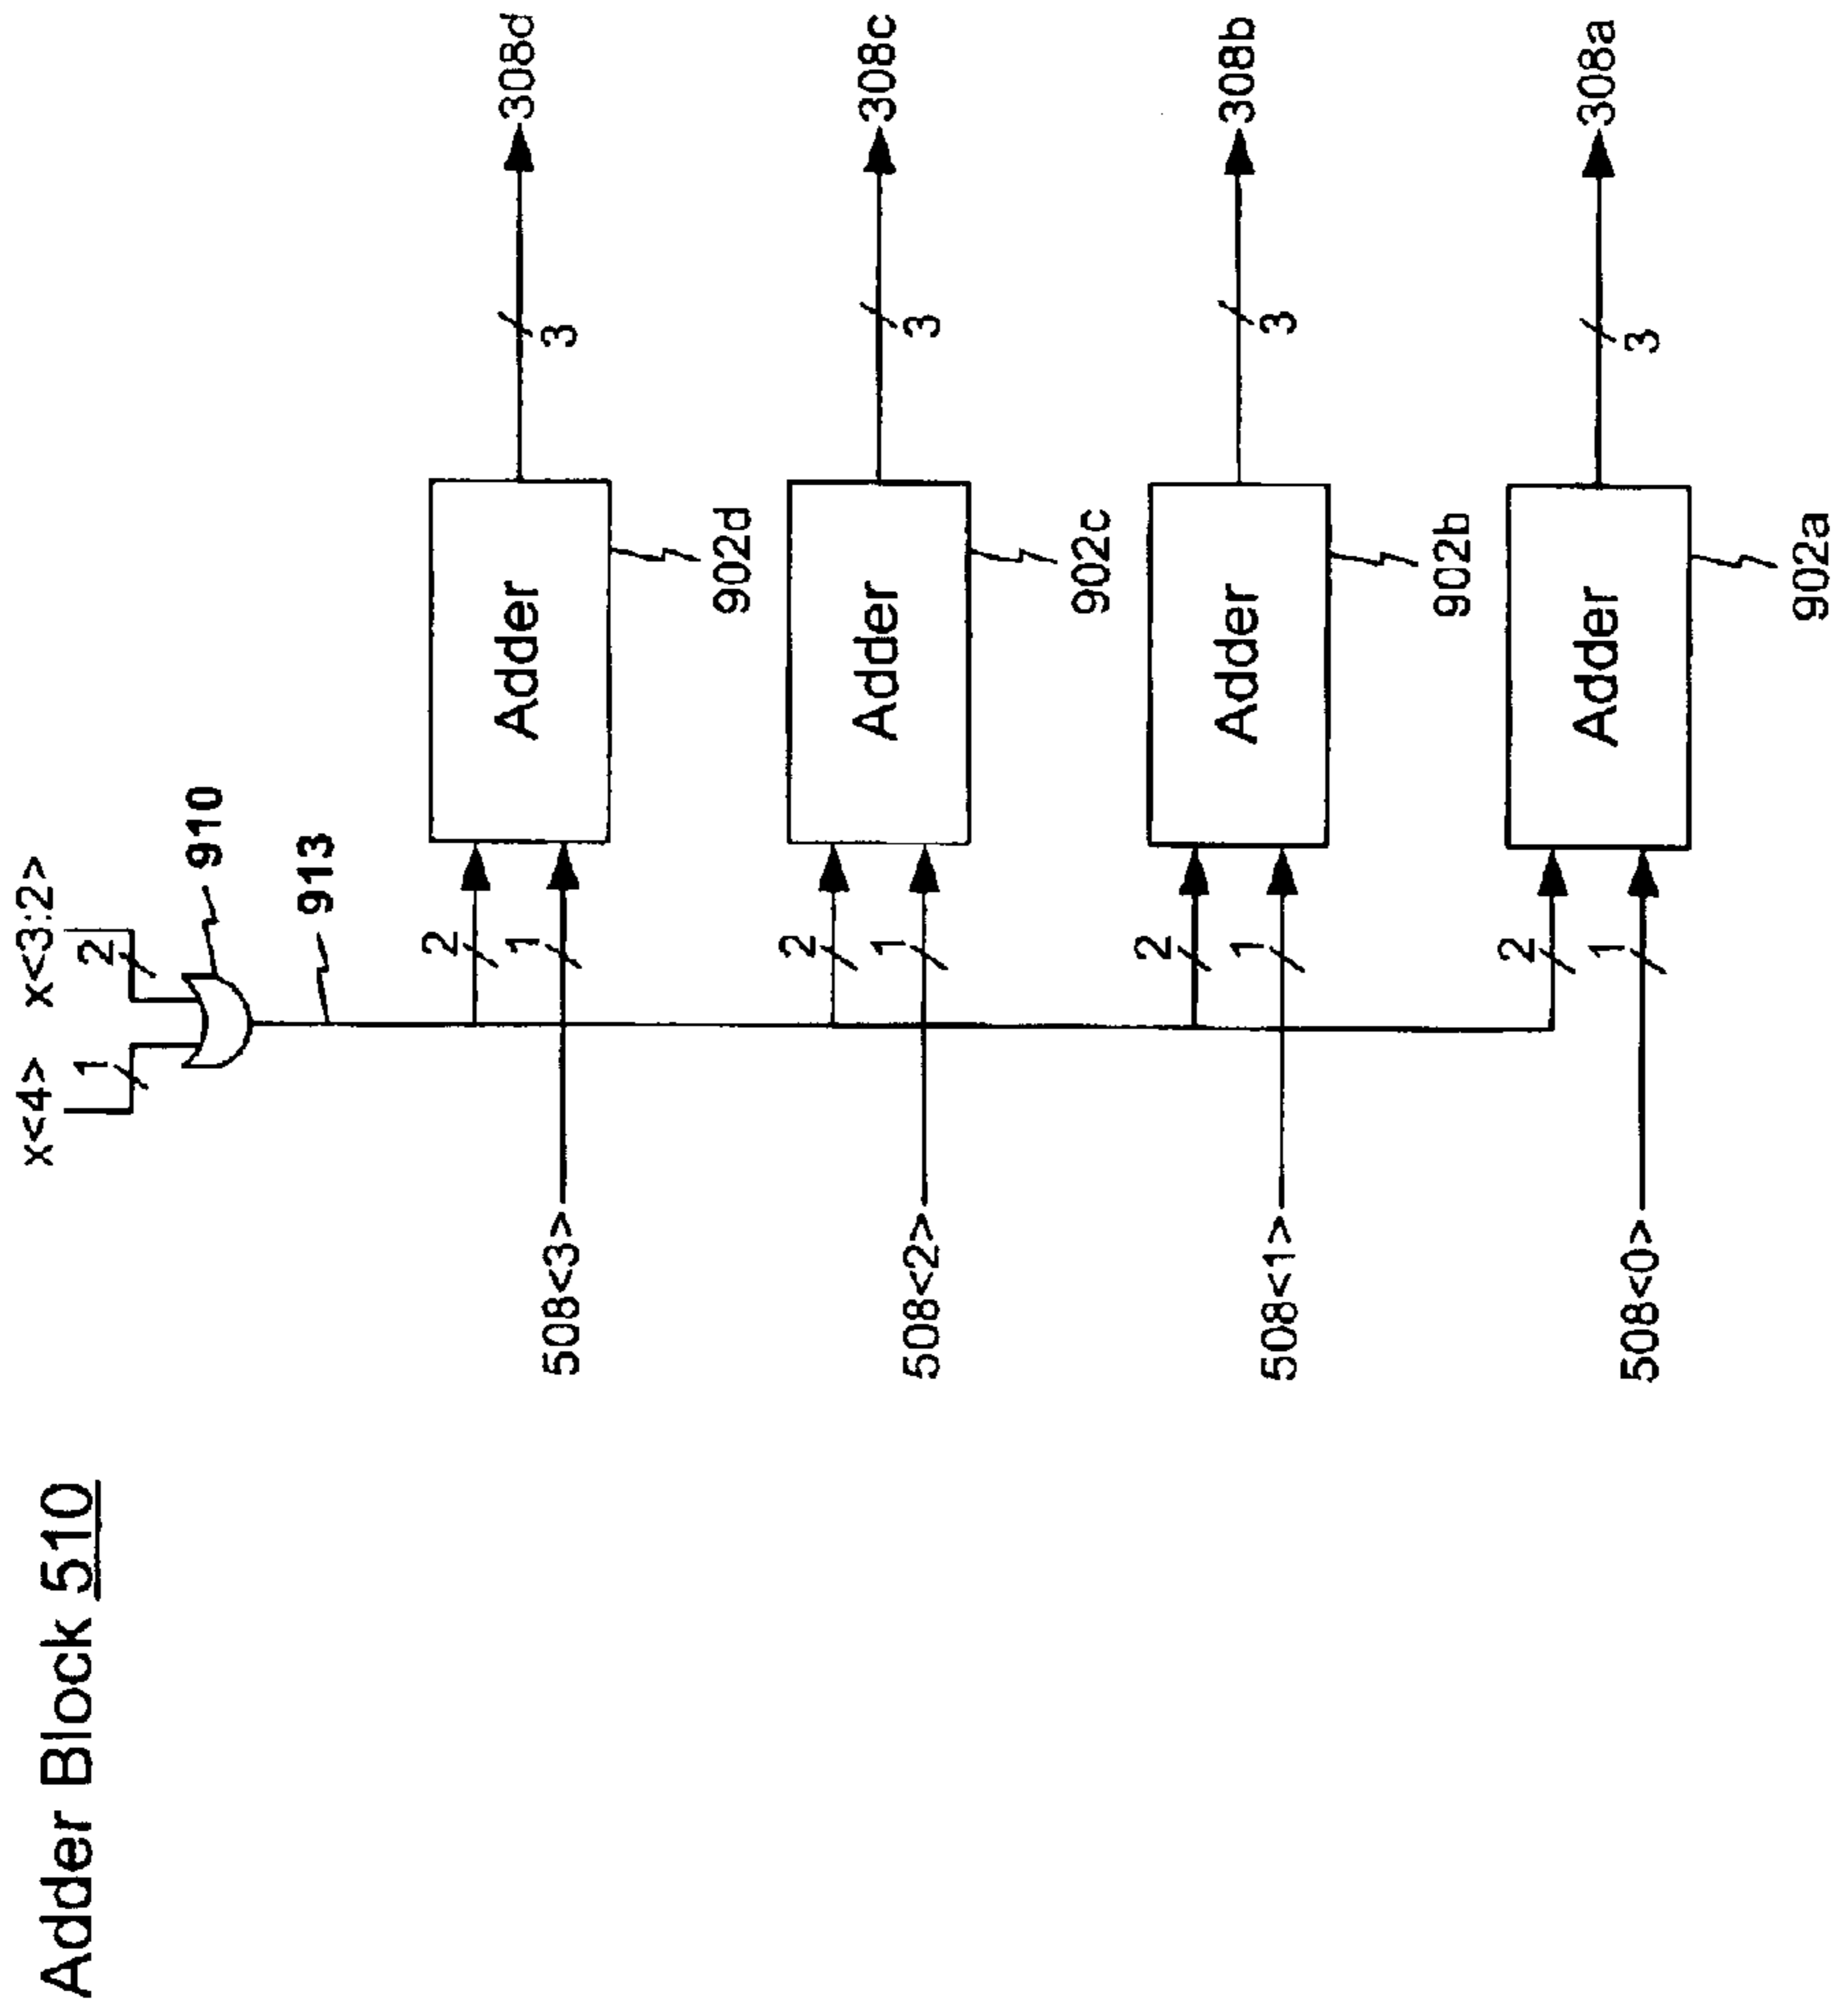 Adder Block 510
x<4> x<3:2>
1
2
910
913
508<3>
2
1
Adder
902d
3
308d
508<2>
2
1
Adder
902c
3
308c
508<1>
2
1
Adder
902b
3
308b
508<0>
2
1
Adder
902a
3
308a